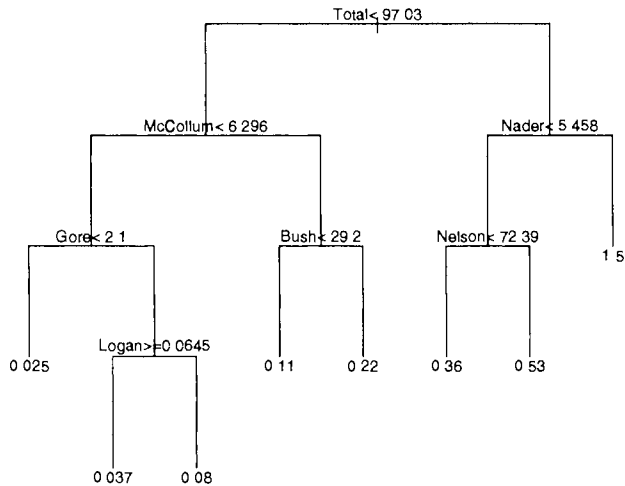 Total< 97 03
McCollum< 6 296
Nader< 5 458
Gore< 2 1
Bush< 29 2
Nelson< 72 39
1 5
Logan>=0 0645
0 025
0 11
0 22
0 36
0 53
0 037
0 08